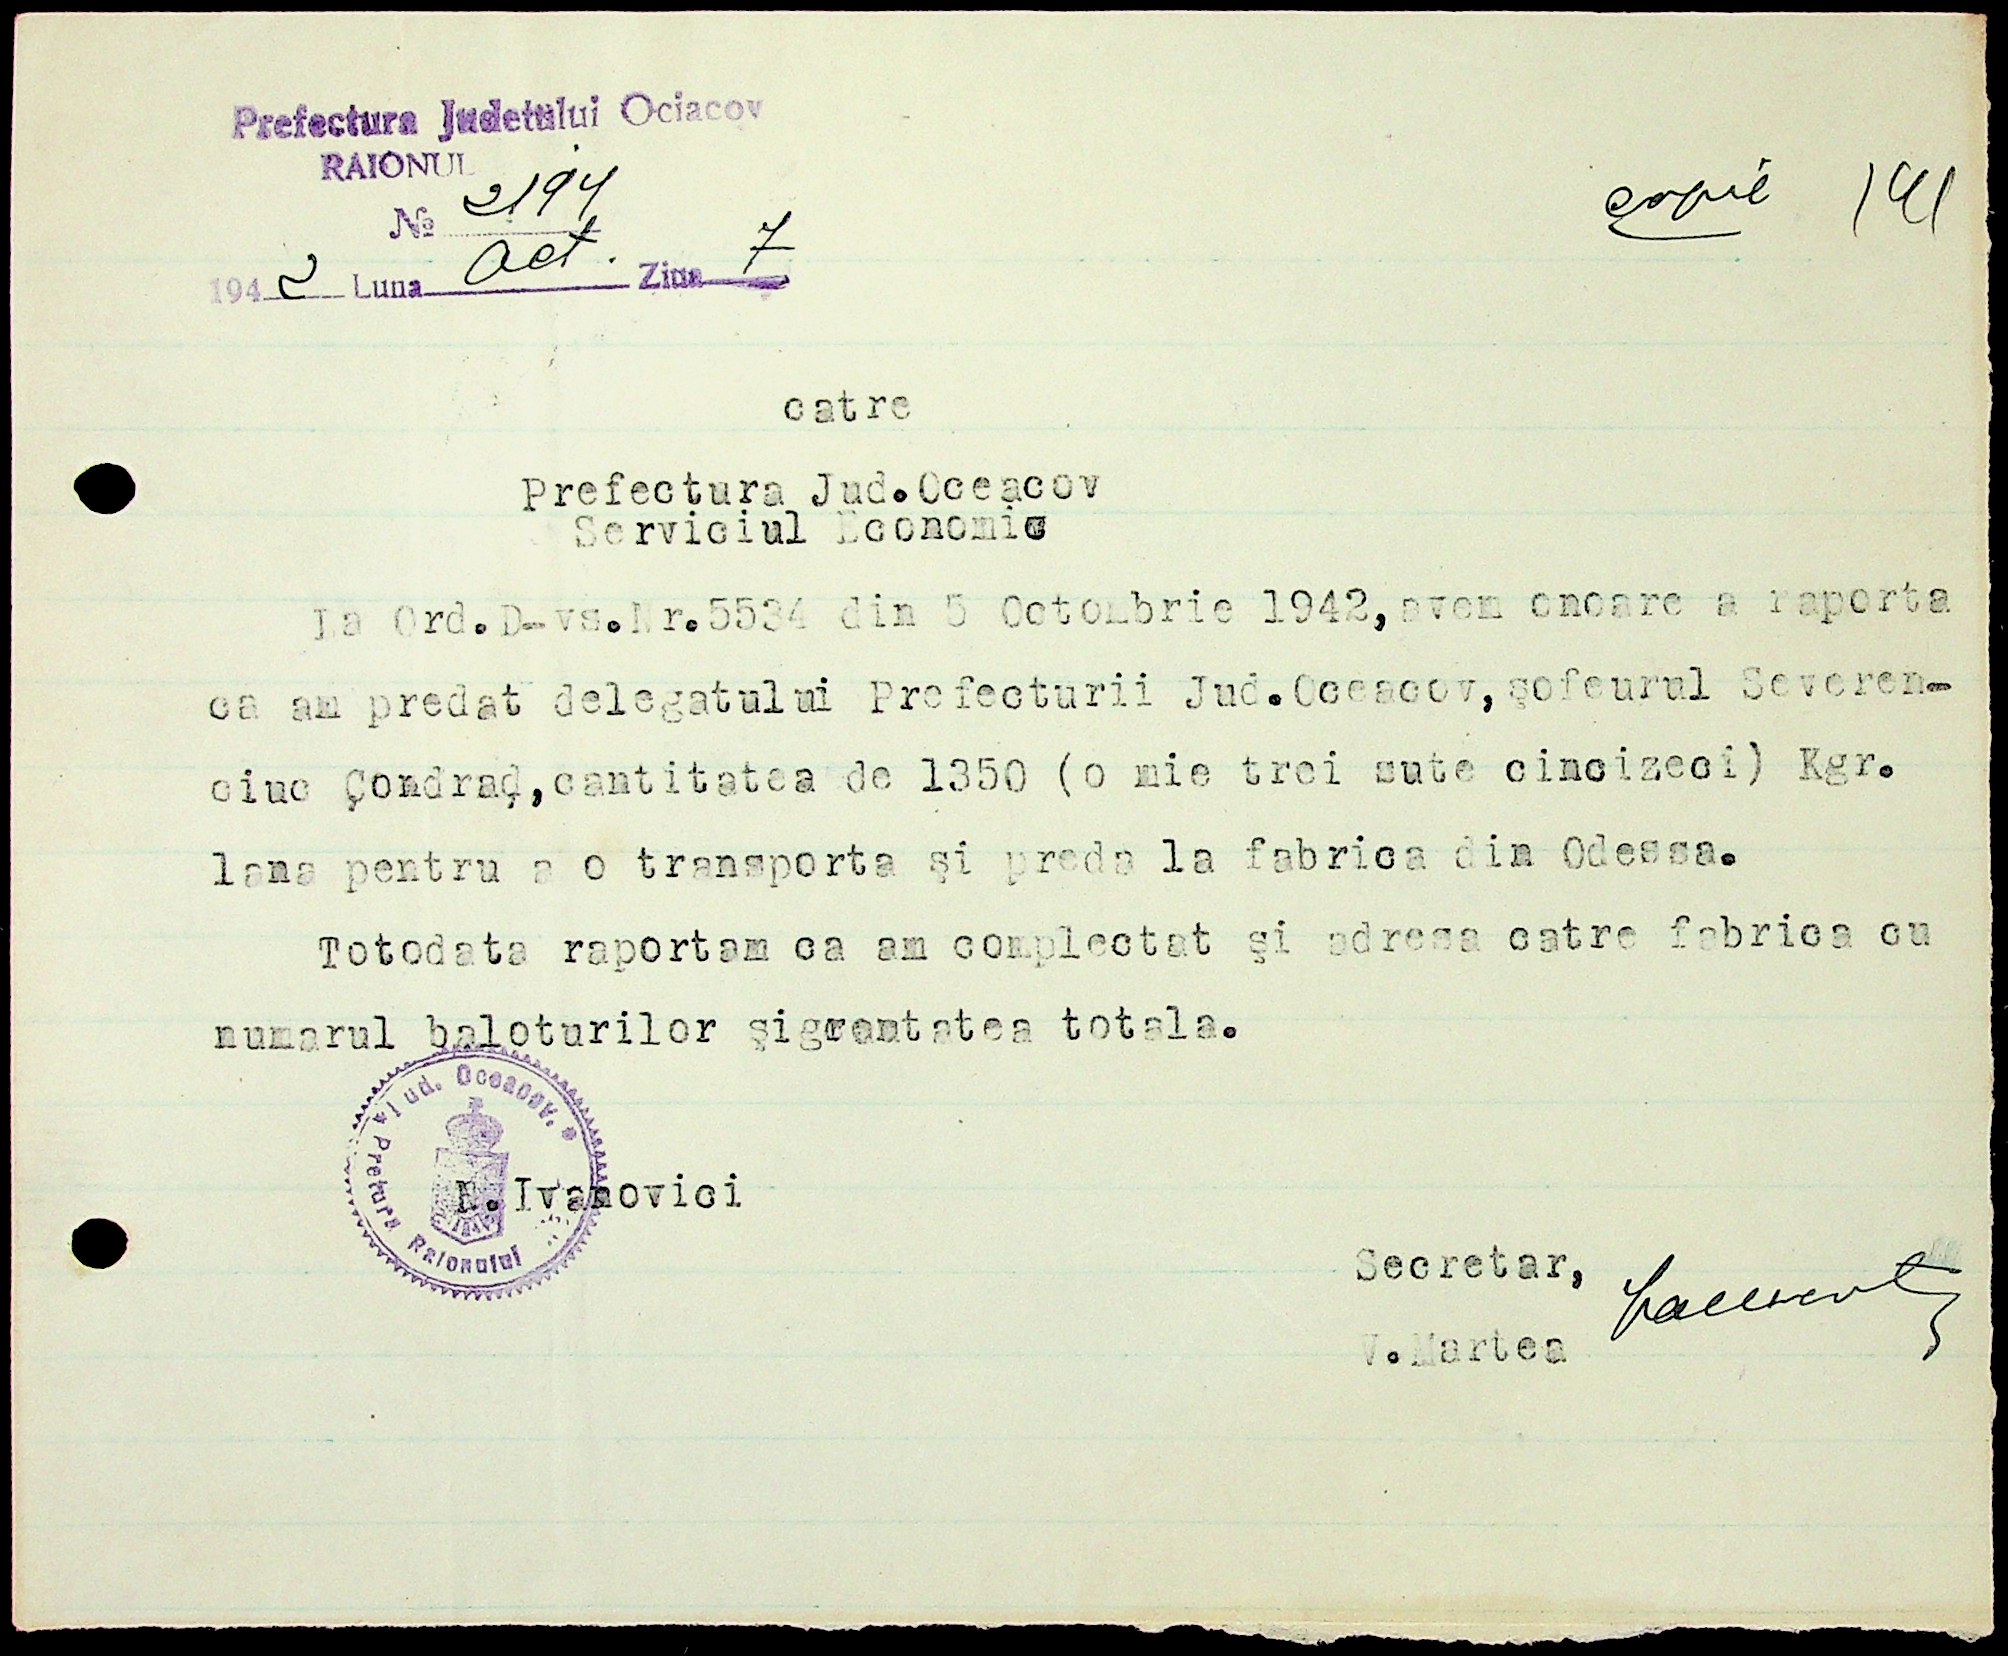 Prefectura Judetului Ociacov
RAIONUL
№ 2194
1942 Luna Oct. Ziua 7
copie 141
catre
Prefectura Jud.Oceacov
Serviciul Economic
La Ord.D-vs.Nr.5534 din 5 Octombrie 1942,avem onoare a raporta
ca am predat delegatului Prefecturii Jud.Oceacov,şofeurul Severen-
ciuc Çondraḑ,cantitatea de 1350 (o mie trei sute cincizeci) Kgr.
lana pentru a o transporta şi preda la fabrica din Odessa.
Totodata raportam ca am complectat şi adresa catre fabrica cu
numarul baloturilor şigreutatea totala.
Jud. Oceacov.
Pretura Raionului
N.Ivanovici
Secretar,
V.Martea